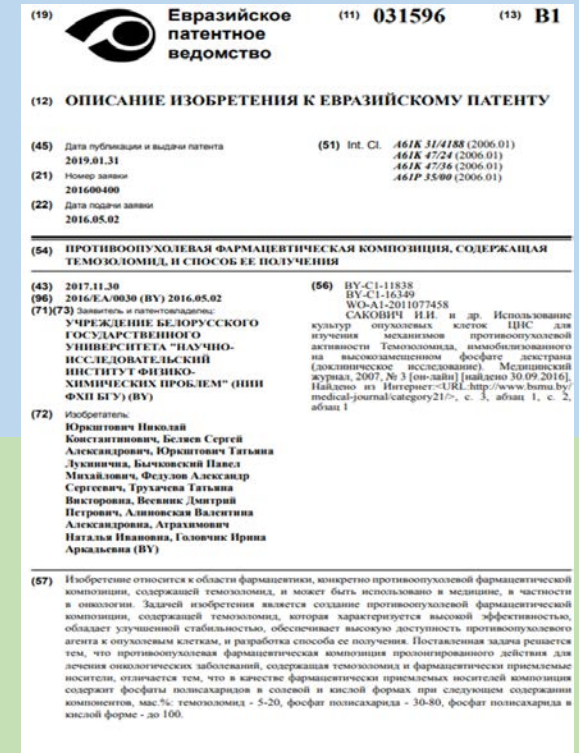 (19) Евразийское патентное ведомство (11) 031596 (13) B1
(12) ОПИСАНИЕ ИЗОБРЕТЕНИЯ К ЕВРАЗИЙСКОМУ ПАТЕНТУ
(45) Дата публикации и выдачи патента
2019.01.31
(21) Номер заявки
201600400
(22) Дата подачи заявки
2016.05.02
(51) Int. Cl. A61K 31/4188 (2006.01)
A61K 47/24 (2006.01)
A61K 47/36 (2006.01)
A61P 35/00 (2006.01)
(54) ПРОТИВООПУХОЛЕВАЯ ФАРМАЦЕВТИЧЕСКАЯ КОМПОЗИЦИЯ, СОДЕРЖАЩАЯ
ТЕМОЗОЛОМИД, И СПОСОБ ЕЕ ПОЛУЧЕНИЯ
(43) 2017.11.30
(96) 2016/EA/0030 (BY) 2016.05.02
(71)(73) Заявитель и патентовладелец:
УЧРЕЖДЕНИЕ БЕЛОРУССКОГО
ГОСУДАРСТВЕННОГО
УНИВЕРСИТЕТА "НАУЧНО-
ИССЛЕДОВАТЕЛЬСКИЙ
ИНСТИТУТ ФИЗИКО-
ХИМИЧЕСКИХ ПРОБЛЕМ" (НИИ
ФХП БГУ) (BY)
(72) Изобретатель:
Юркштович Николай
Константинович, Беляев Сергей
Александрович, Юркштович Татьяна
Лукинична, Бычковский Павел
Михайлович, Федулов Александр
Сергеевич, Трухачева Татьяна
Викторовна, Веевник Дмитрий
Петрович, Алиновская Валентина
Александровна, Атрахимович
Наталья Ивановна, Головчик Ирина
Аркадьевна (BY)
(56) BY-C1-11838
BY-C1-16349
WO-A1-2011077458
САКОВИЧ И.И. и др. Использование
культур опухолевых клеток ЦНС для
изучения механизмов противоопухолевой
активности Темозоломида, иммобилизованного
на высокозамещенном фосфате декстрана
(доклиническое исследование). Медицинский
журнал, 2007, № 3 [он-лайн] [найдено 30.09.2016],
Найдено из Интернет:<URL:http://www.bsmu.by/
medical-journal/category21/>, с. 3, абзац 1, с. 2,
абзац 1
(57) Изобретение относится к области фармацевтики, конкретно противоопухолевой фармацевтической
композиции, содержащей темозоломид, и может быть использовано в медицине, в частности
в онкологии. Задачей изобретения является создание противоопухолевой фармацевтической
композиции, содержащей темозоломид, которая характеризуется высокой эффективностью,
обладает улучшенной стабильностью, обеспечивает высокую доступность противоопухолевого
агента к опухолевым клеткам, и разработка способа ее получения. Поставленная задача решается
тем, что противоопухолевая фармацевтическая композиция пролонгированного действия для
лечения онкологических заболеваний, содержащая темозоломид и фармацевтически приемлемые
носители, отличается тем, что в качестве фармацевтически приемлемых носителей композиция
содержит фосфаты полисахаридов в солевой и кислой формах при следующем содержании
компонентов, мас.%: темозоломид - 5-20, фосфат полисахарида - 30-80, фосфат полисахарида в
кислой форме - до 100.